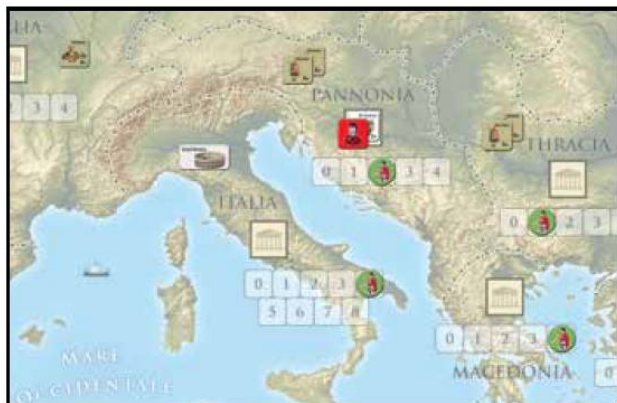 LIA
2 3 4
PANNONIA
0 1 3 4
THRACIA
0 2 3
ITALIA
0 1 2 3
5 6 7 8
0 1 2 3
MACEDONIA
0
MARE
OCCIDENTALE